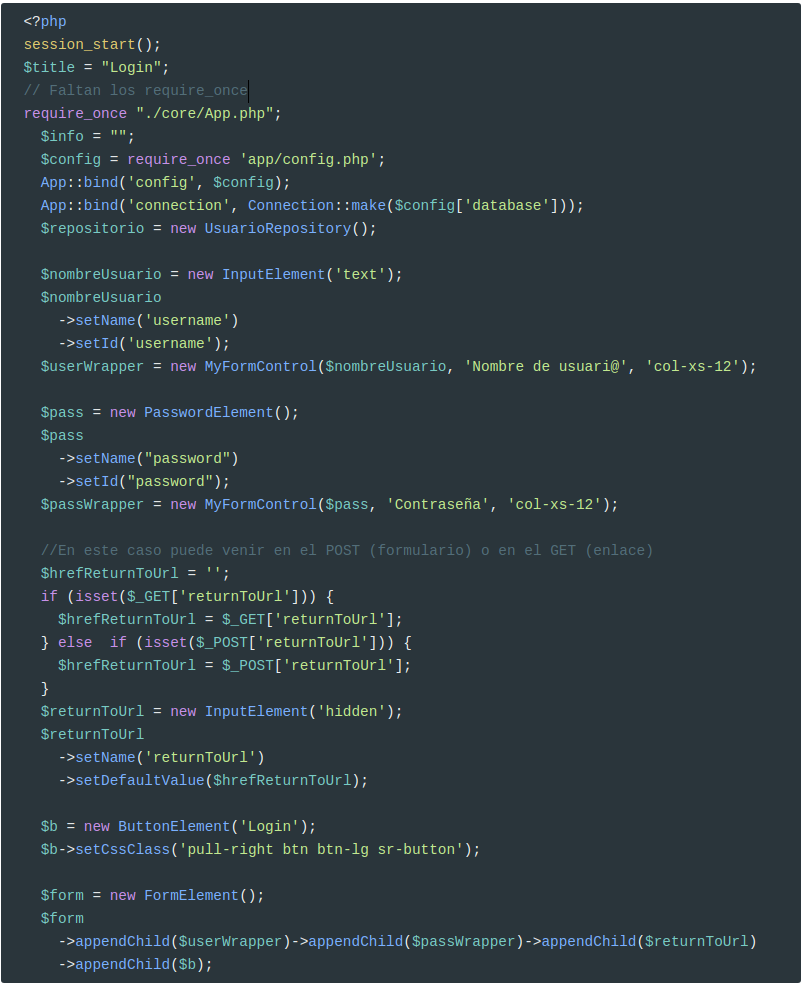 <?php
session_start();
$title = "Login";
// Faltan los require_once
require_once "./core/App.php";
  $info = "";
  $config = require_once 'app/config.php';
  App::bind('config', $config);
  App::bind('connection', Connection::make($config['database']));
  $repositorio = new UsuarioRepository();

  $nombreUsuario = new InputElement('text');
  $nombreUsuario
    ->setName('username')
    ->setId('username');
  $userWrapper = new MyFormControl($nombreUsuario, 'Nombre de usuari@', 'col-xs-12');

  $pass = new PasswordElement();
  $pass
    ->setName("password")
    ->setId("password");
  $passWrapper = new MyFormControl($pass, 'Contraseña', 'col-xs-12');

  //En este caso puede venir en el POST (formulario) o en el GET (enlace)
  $hrefReturnToUrl = '';
  if (isset($_GET['returnToUrl'])) {
    $hrefReturnToUrl = $_GET['returnToUrl'];
  } else  if (isset($_POST['returnToUrl'])) {
    $hrefReturnToUrl = $_POST['returnToUrl'];
  }
  $returnToUrl = new InputElement('hidden');
  $returnToUrl
    ->setName('returnToUrl')
    ->setDefaultValue($hrefReturnToUrl);

  $b = new ButtonElement('Login');
  $b->setCssClass('pull-right btn btn-lg sr-button');

  $form = new FormElement();
  $form
    ->appendChild($userWrapper)->appendChild($passWrapper)->appendChild($returnToUrl)
    ->appendChild($b);